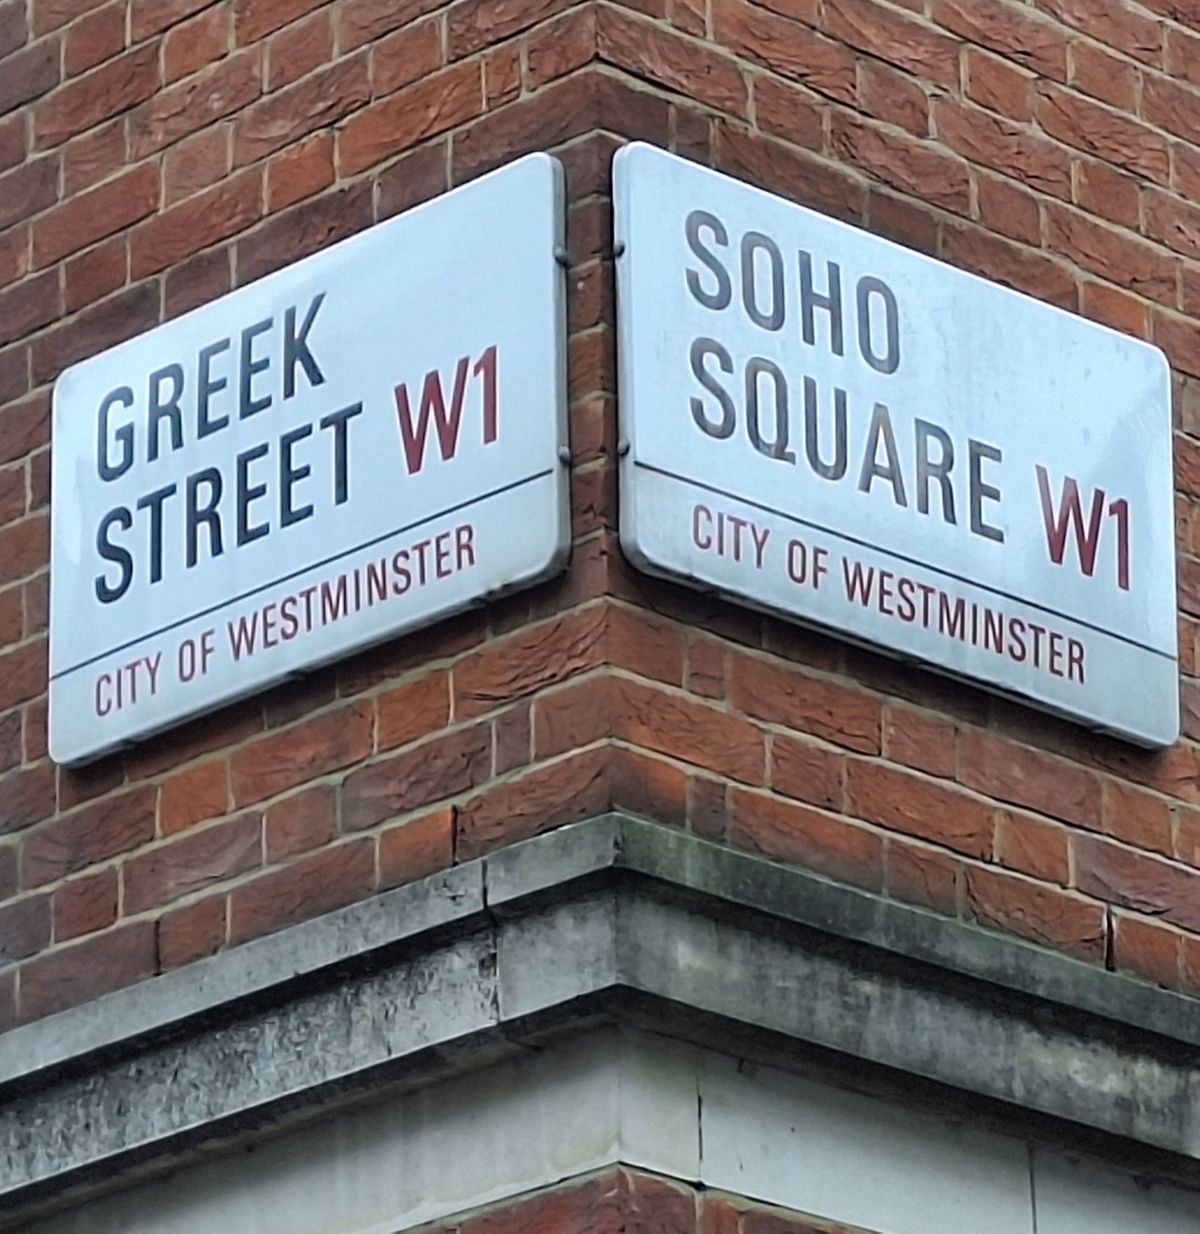 GREEK
STREET W1
CITY OF WESTMINSTER
SOHO
SQUARE W1
CITY OF WESTMINSTER